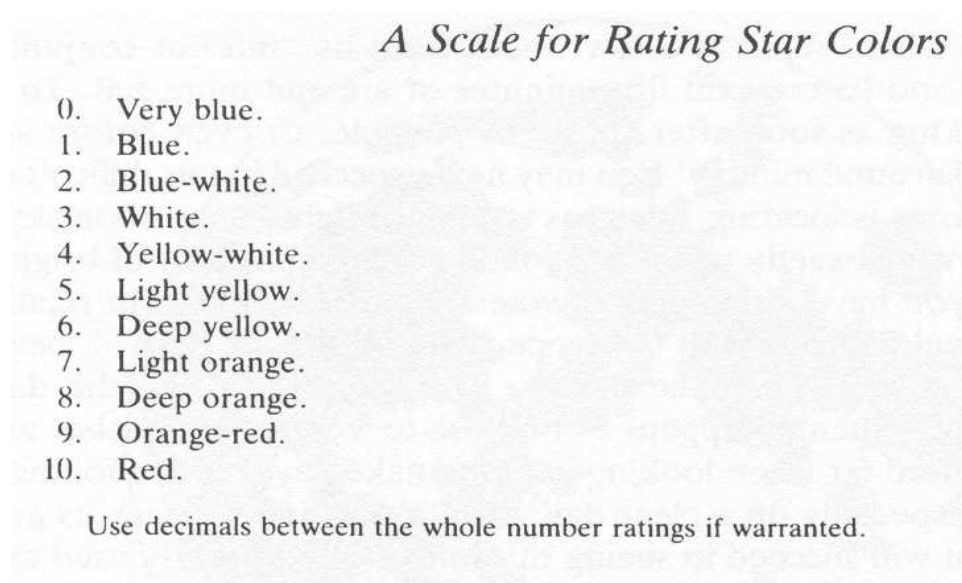 A Scale for Rating Star Colors
0. Very blue.
1. Blue.
2. Blue-white.
3. White.
4. Yellow-white.
5. Light yellow.
6. Deep yellow.
7. Light orange.
8. Deep orange.
9. Orange-red.
10. Red.
Use decimals between the whole number ratings if warranted.